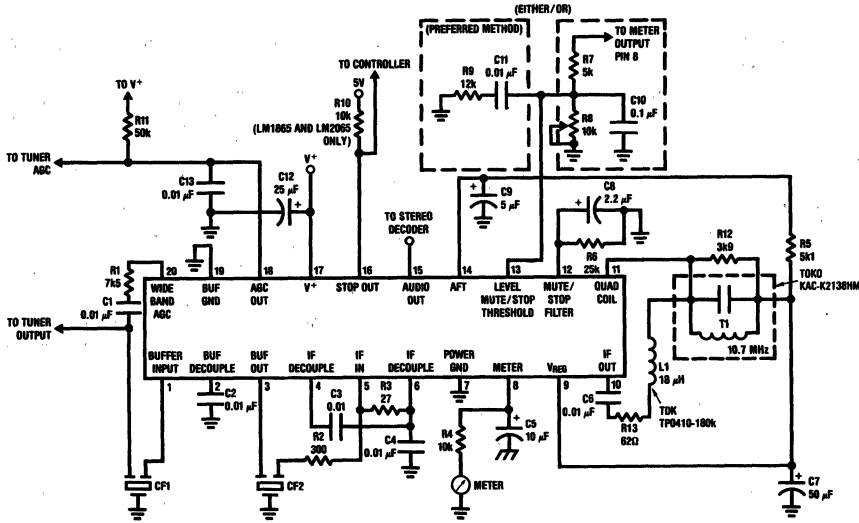 (EITHER/OR)
(PREFERRED METHOD)
TO METER
OUTPUT
PIN 8
R7
5k
C11
0.01 µF
R9
12k
TO CONTROLLER
5V
R10
10k
(LM1865 AND LM2065
ONLY)
R8
10k
C10
0.1 µF
TO V+
R11
50k
TO TUNER
AGC
C13
0.01 µF
C12
25 µF
+
V+
TO STEREO
DECODER
+
C9
5 µF
C8
+
2.2 µF
R6
25k
R12
3k9
R5
5k1
TOKO
KAC-K2138HM
R1
7k5
C1
0.01 µF
TO TUNER
OUTPUT
20
19
18
17
16
15
14
13
12
11
WIDE
BAND
AGC
BUF
GND
AGC
OUT
V+
STOP OUT
AUDIO
OUT
AFT
LEVEL
MUTE/STOP
THRESHOLD
MUTE/
STOP
FILTER
QUAD
COIL
T1
10.7 MHz
BUFFER
INPUT
BUF
DECOUPLE
BUF
OUT
IF
DECOUPLE
IF
IN
IF
DECOUPLE
POWER
GND
METER
VREG
IF
OUT
1
2
3
4
5
6
7
8
9
10
L1
18 µH
TDK
TP0410-180k
C2
0.01 µF
C3
0.01
R3
27
R2
300
C4
0.01 µF
R4
10k
+
C5
10 µF
C6
0.01 µF
R13
62Ω
CF1
CF2
METER
+
C7
50 µF